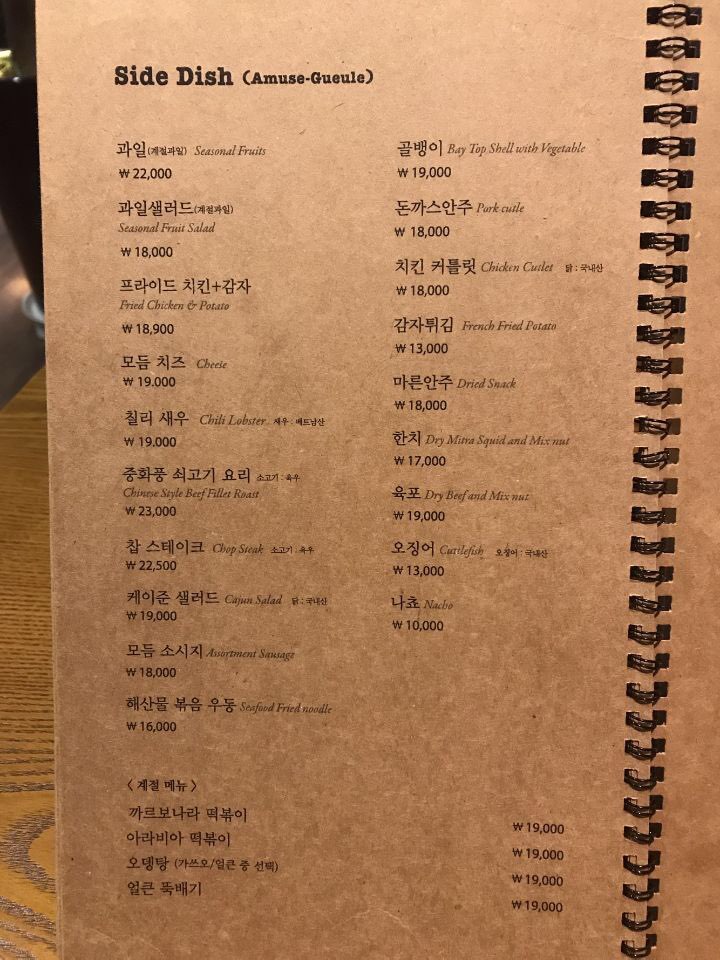 Side Dish (Amuse-Gueule)
과일(계절과일) Seasonal Fruits
₩ 22,000
과일샐러드(계절과일)
Seasonal Fruit Salad
₩ 18,000
프라이드 치킨+감자
Fried Chicken & Potato
₩ 18,900
모듬 치즈 Cheese
₩ 19.000
칠리 새우 Chili Lobster 새우 : 베트남산
₩ 19,000
중화풍 쇠고기 요리 소고기 : 육우
Chinese Style Beef Fillet Roast
₩ 23,000
찹 스테이크 Chop Steak 소고기 : 육우
₩ 22,500
케이준 샐러드 Cajun Salad 닭 : 국내산
₩ 19,000
모듬 소시지 Assortment Sausage
₩ 18,000
해산물 볶음 우동 Seafood Fried noodle
₩ 16,000
골뱅이 Bay Top Shell with Vegetable
₩ 19,000
돈까스안주 Pork cutle
₩ 18,000
치킨 커틀릿 Chicken Cutlet 닭 : 국내산
₩ 18,000
감자튀김 French Fried Potato
₩ 13,000
마른안주 Dried Snack
₩ 18,000
한치 Dry Mitra Squid and Mix nut
₩ 17,000
육포 Dry Beef and Mix nut
₩ 19,000
오징어 Cuttlefish 오징어 : 국내산
₩ 13,000
나쵸 Nacho
₩ 10,000
〈 계절 메뉴 〉
까르보나라 떡볶이 ₩ 19,000
아라비아 떡볶이 ₩ 19,000
오뎅탕 (가쓰오/얼큰 중 선택) ₩ 19,000
얼큰 뚝배기 ₩ 19,000